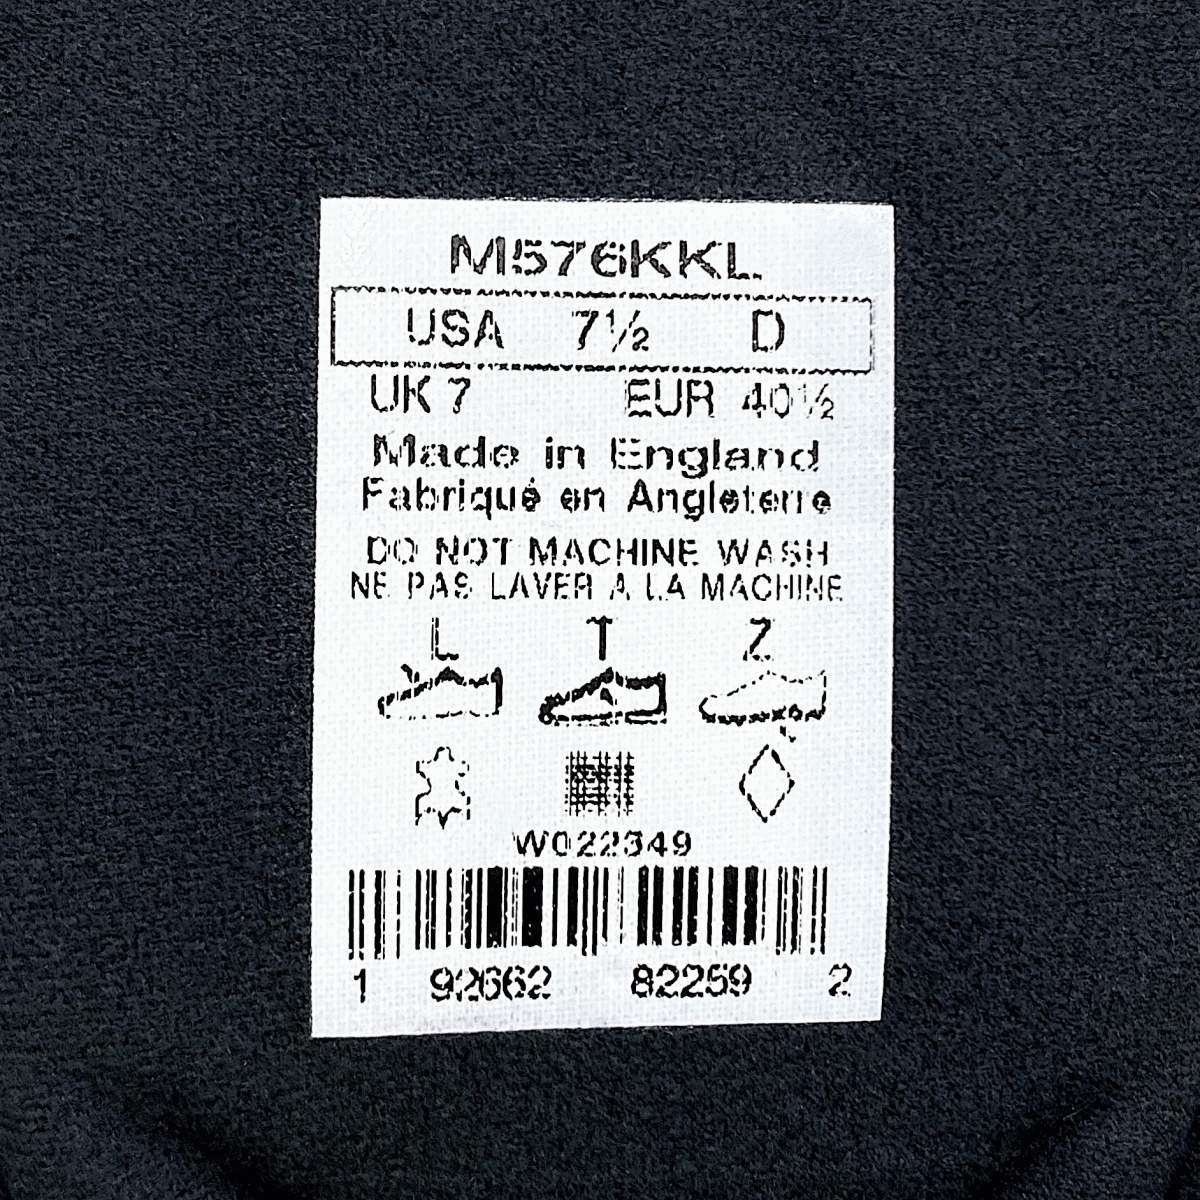 M576KKL
USA 7½ D
UK 7 EUR 40½
Made in England
Fabriqué en Angleterre
DO NOT MACHINE WASH
NE PAS LAVER A LA MACHINE
L T Z
W022349
1 92662 82259 2